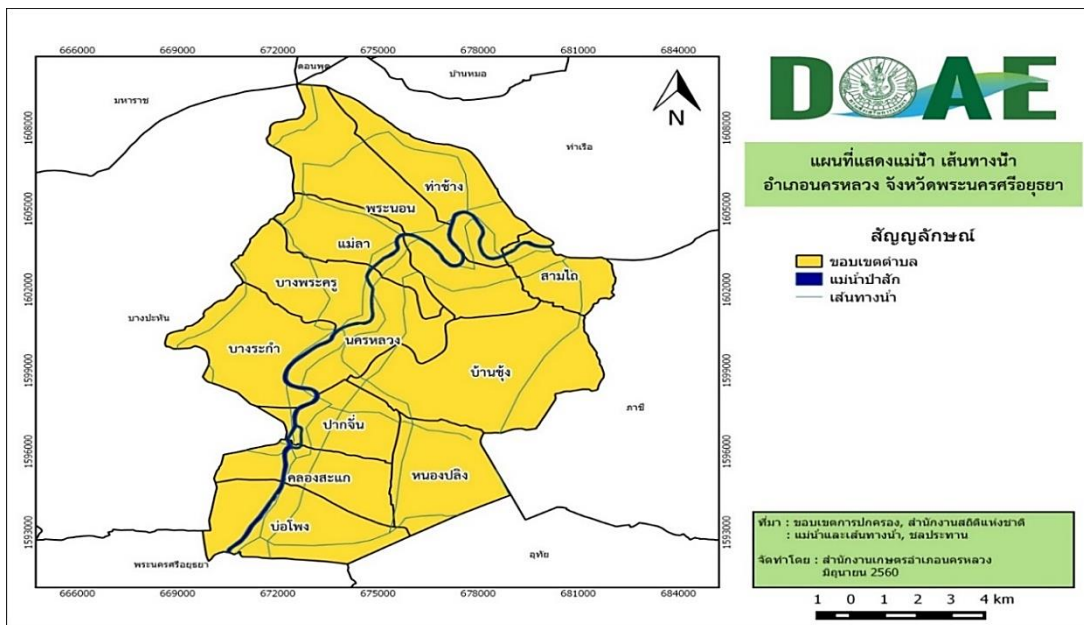 666000 669000 672000 675000 678000 681000 684000
ดอนพุด
บ้านหมอ
มหาราช
1608000
1608000
ท่าเรือ
ท่าช้าง
พระนอน
1605000
1605000
แม่ลา
สามไถ
บางพระครู
1602000
1602000
บางปะหัน
นครหลวง
บางระกำ
บ้านชุ้ง
1599000
1599000
ภาชี
ปากจั่น
1596000
1596000
หนองปลิง
คลองสะแก
บ่อโพง
1593000
1593000
อุทัย
พระนครศรีอยุธยา
666000 669000 672000 675000 678000 681000 684000
N
DOAE
แผนที่แสดงแม่น้ำ เส้นทางน้ำ
อำเภอนครหลวง จังหวัดพระนครศรีอยุธยา
สัญญลักษณ์
ขอบเขตตำบล
แม่น้ำป่าสัก
เส้นทางน้ำ
ที่มา : ขอบเขตการปกครอง, สำนักงานสถิติแห่งชาติ
: แม่น้ำและเส้นทางน้ำ, ชลประทาน
จัดทำโดย : สำนักงานเกษตรอำเภอนครหลวง
มิถุนายน 2560
1 0 1 2 3 4 km